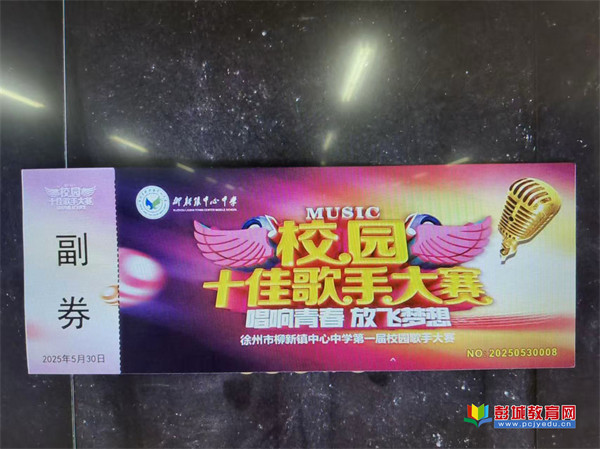 校园
十佳歌手大赛
副
券
2025年5月30日
柳新镇中心中学
MUSIC
校园
十佳歌手大赛
唱响青春 放飞梦想
徐州市柳新镇中心中学第一届校园歌手大赛
NO: 20250530008
彭城教育网
www.pcjyedu.cn